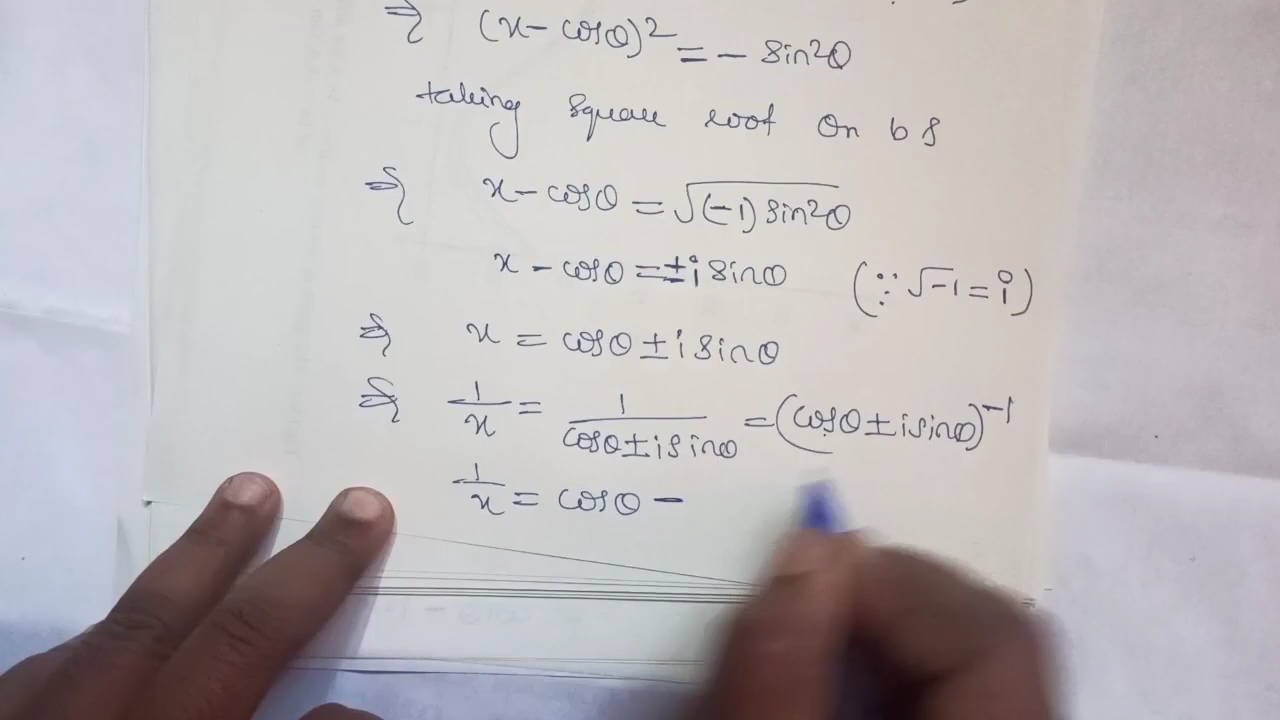 ⇒ (x - cosθ)² = - sin²θ
taking square root on b s
⇒ x - cosθ = √(-1) sin²θ
x - cosθ = ± i sinθ (∵ √-1 = i)
⇒ x = cosθ ± i sinθ
⇒ 1/x = 1/(cosθ ± i sinθ) = (cosθ ± i sinθ)⁻¹
1/x = cosθ -